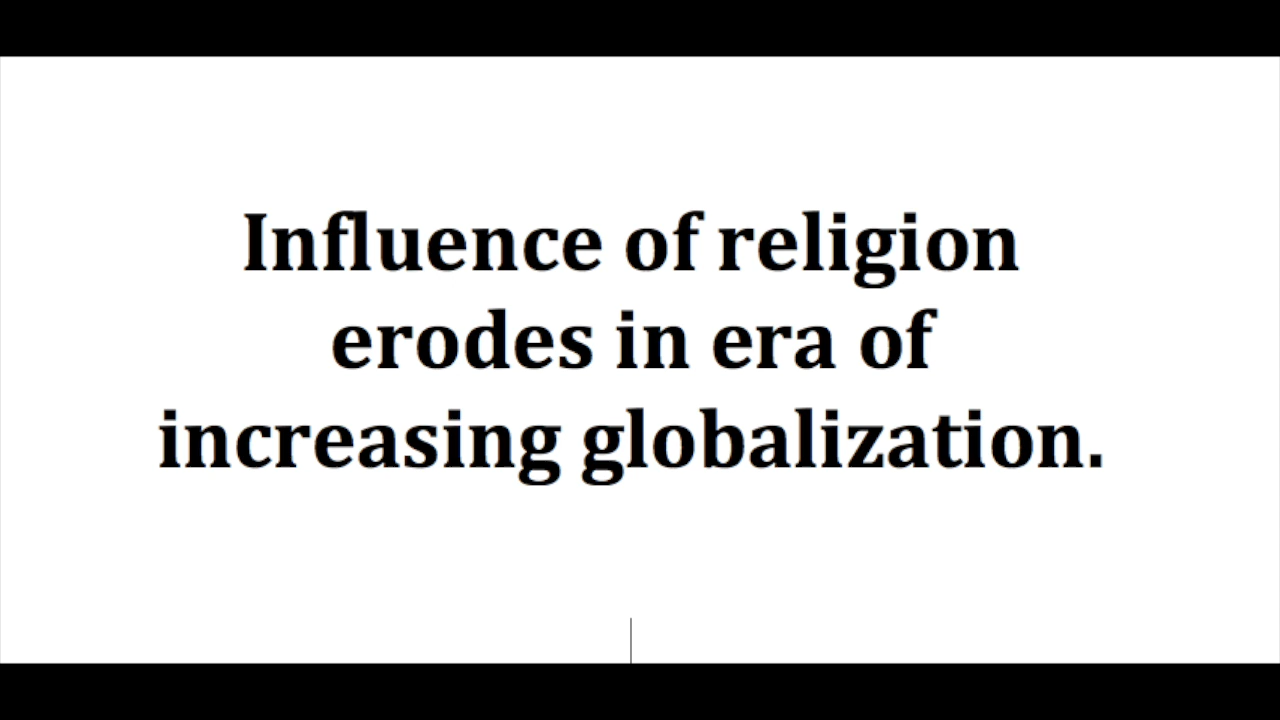 Influence of religion
erodes in era of
increasing globalization.